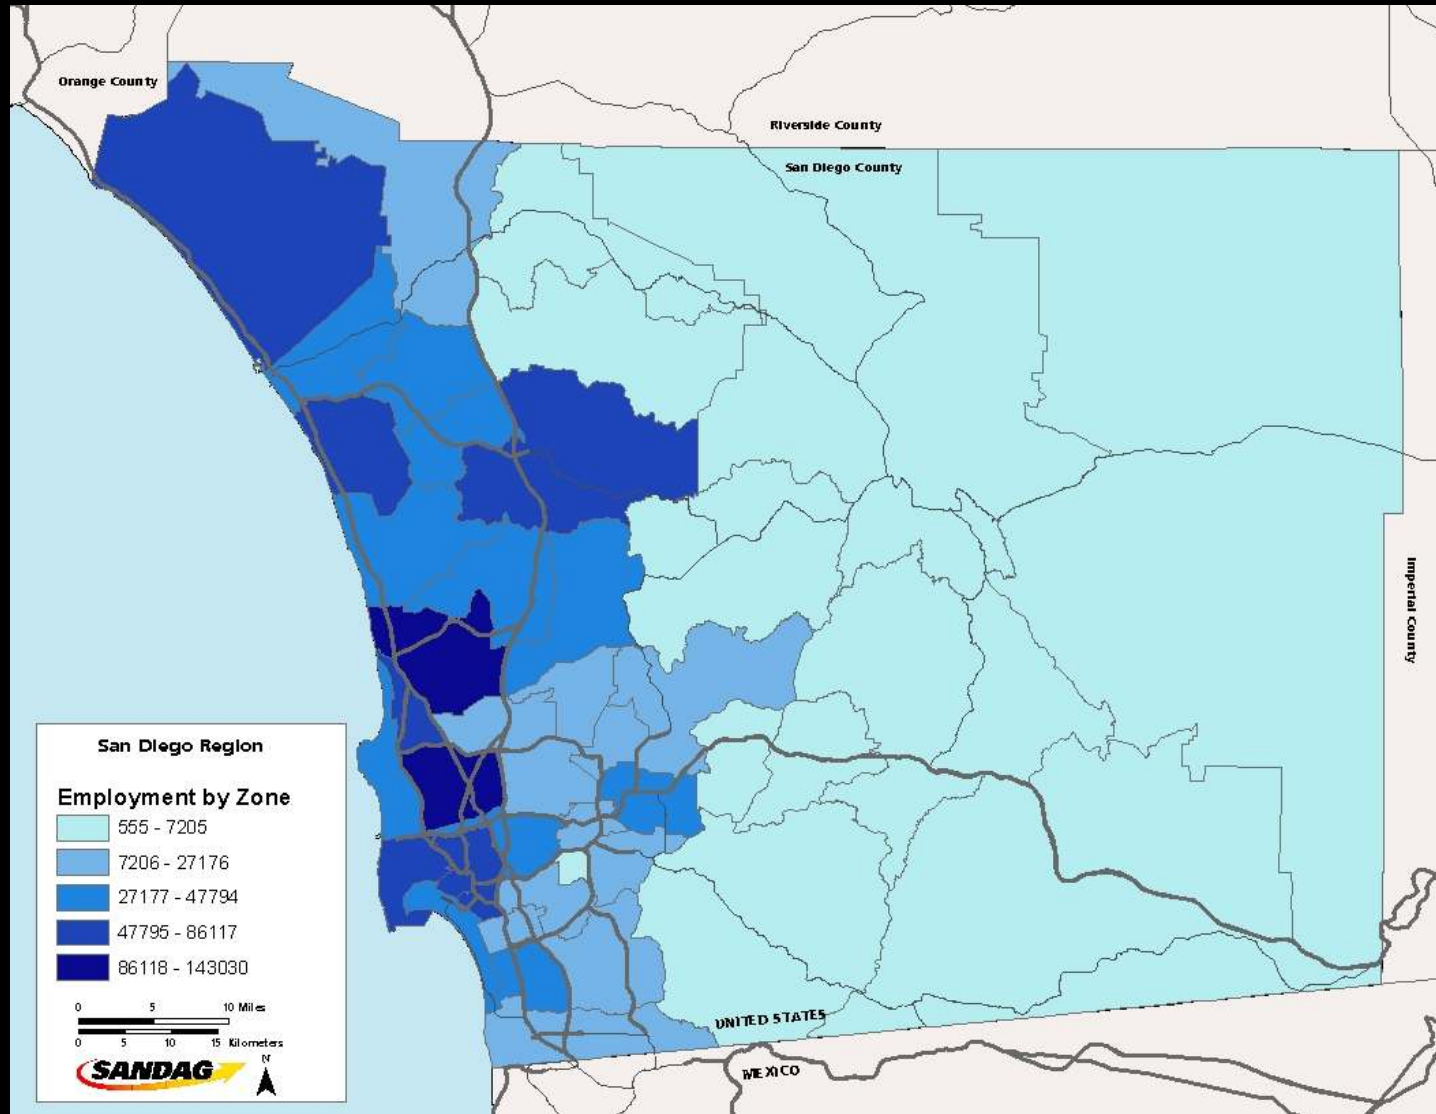 Orange County
Riverside County
San Diego County
Imperial County
San Diego Region
Employment by Zone
555 - 7205
7206 - 27176
27177 - 47794
47795 - 86117
86118 - 143030
0 5 10 Miles
0 5 10 15 Kilometers
SANDAG
N
UNITED STATES
MEXICO